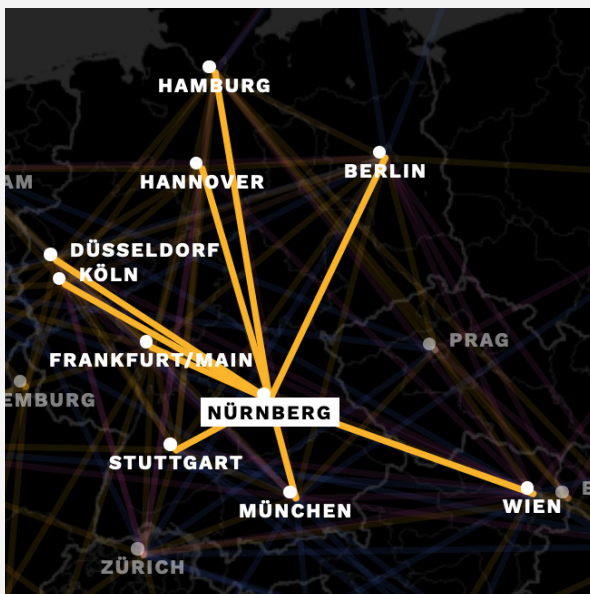 HAMBURG
HANNOVER
BERLIN
AM
DÜSSELDORF
KÖLN
PRAG
FRANKFURT/MAIN
EMBURG
NÜRNBERG
STUTTGART
MÜNCHEN
WIEN
ZÜRICH